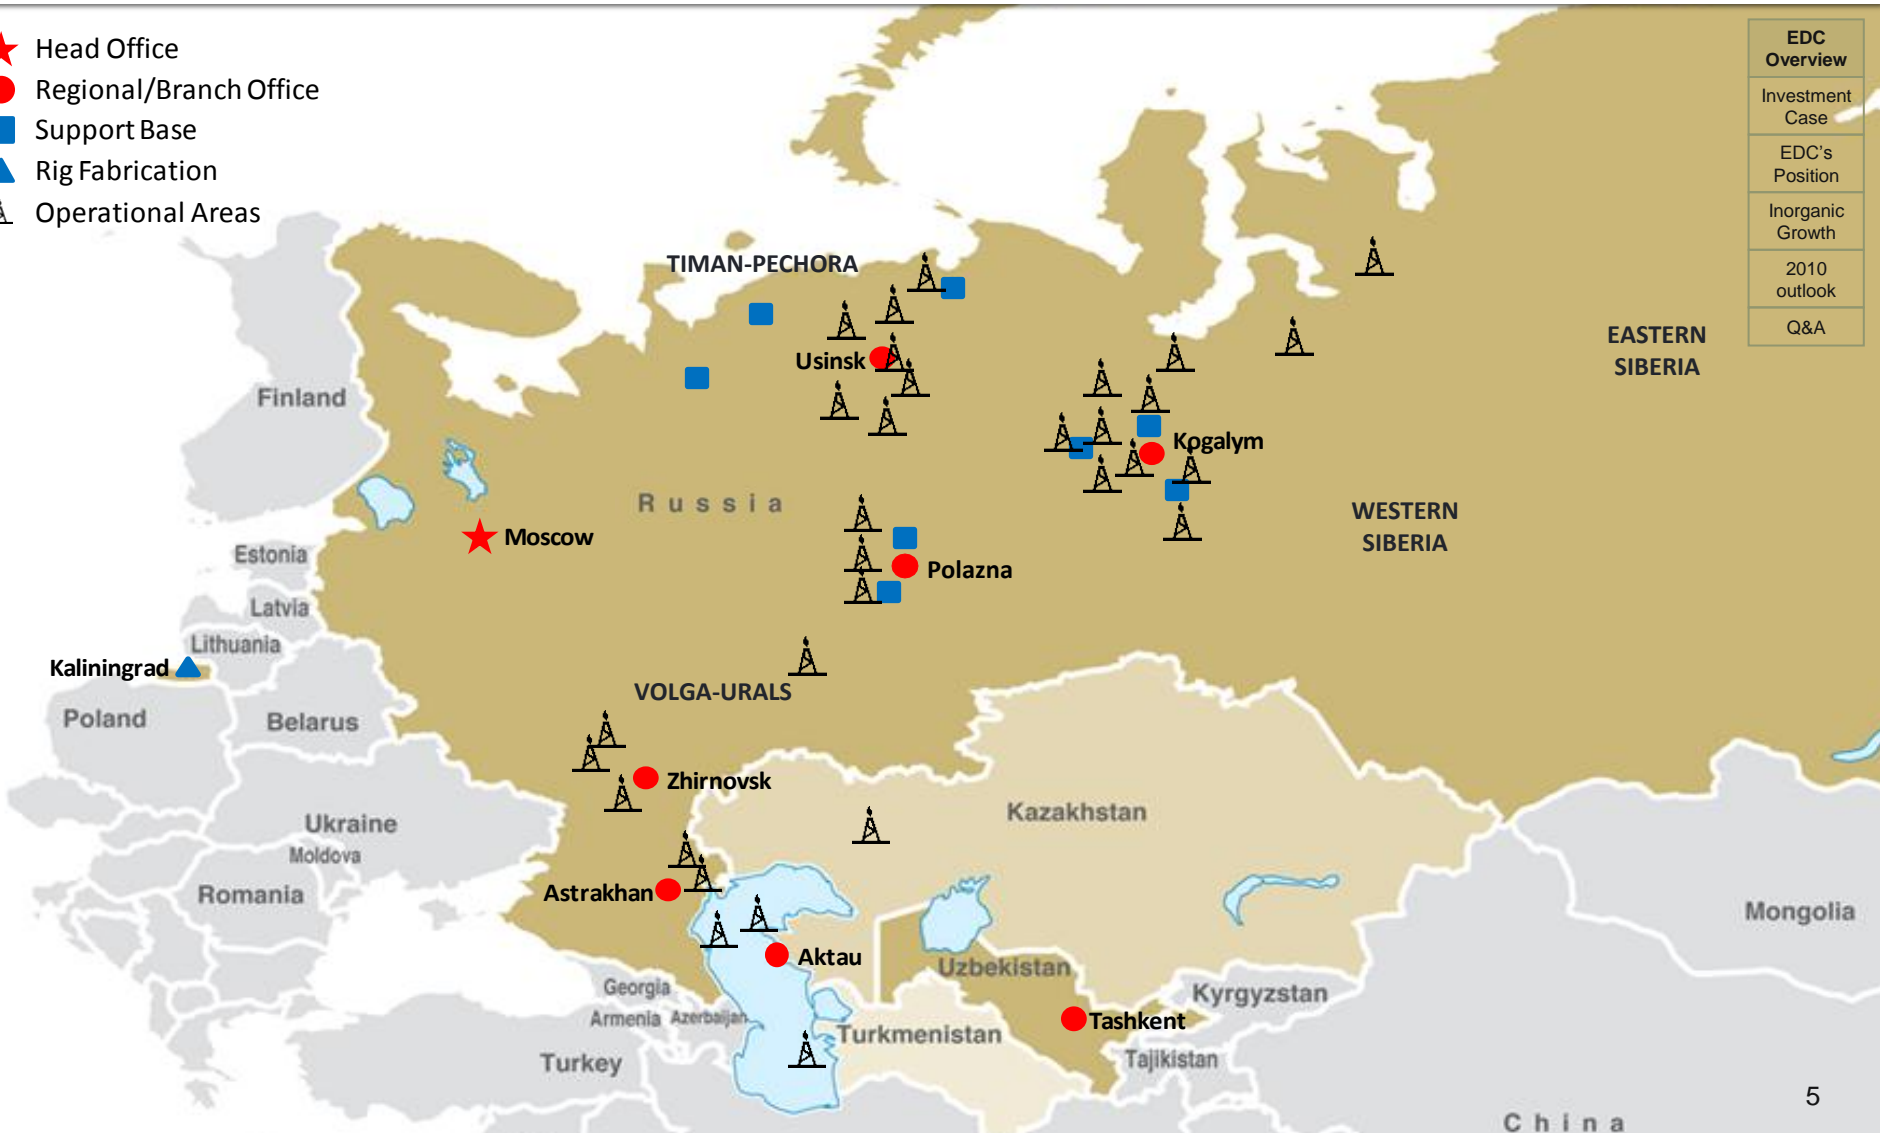 Head Office
Regional/Branch Office
Support Base
Rig Fabrication
Operational Areas
EDC
Overview
Investment
Case
EDC's
Position
Inorganic
Growth
2010
outlook
Q&A
TIMAN-PECHORA
Usinsk
EASTERN
SIBERIA
Finland
Kogalym
Russia
WESTERN
SIBERIA
Moscow
Estonia
Polazna
Latvia
Lithuania
Kaliningrad
VOLGA-URALS
Poland
Belarus
Zhirnovsk
Kazakhstan
Ukraine
Moldova
Romania
Astrakhan
Mongolia
Aktau
Uzbekistan
Georgia
Kyrgyzstan
Armenia
Azerbaijan
Tashkent
Turkmenistan
Turkey
Tajikistan
5
China